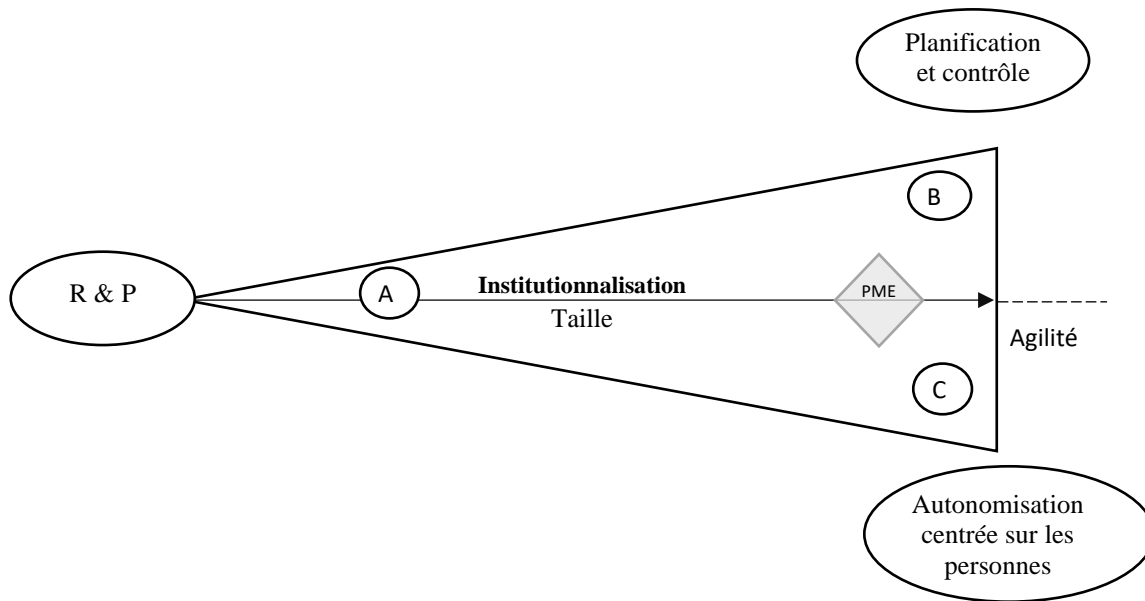 Planification
et contrôle
B
R & P
A
Institutionnalisation
Taille
PME
Agilité
C
Autonomisation
centrée sur les
personnes